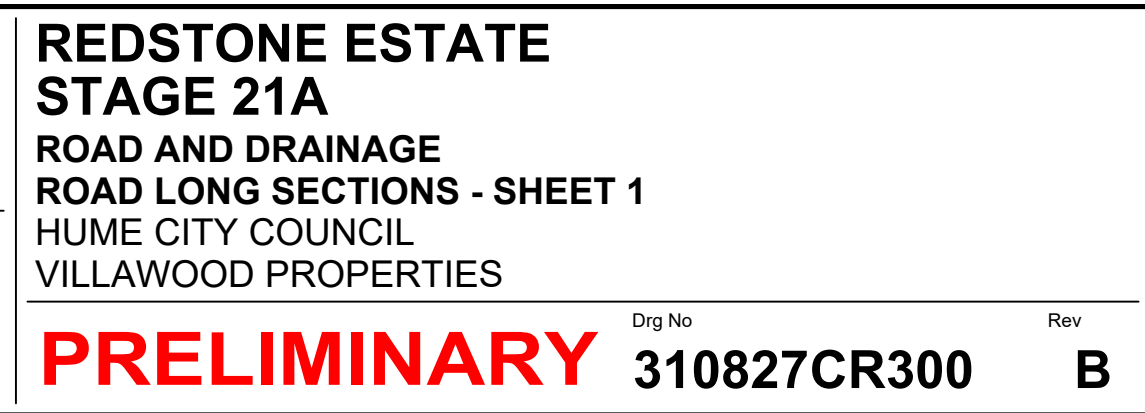 REDSTONE ESTATE
STAGE 21A
ROAD AND DRAINAGE
ROAD LONG SECTIONS - SHEET 1
HUME CITY COUNCIL
VILLAWOOD PROPERTIES
PRELIMINARY
Drg No
310827CR300
Rev
B